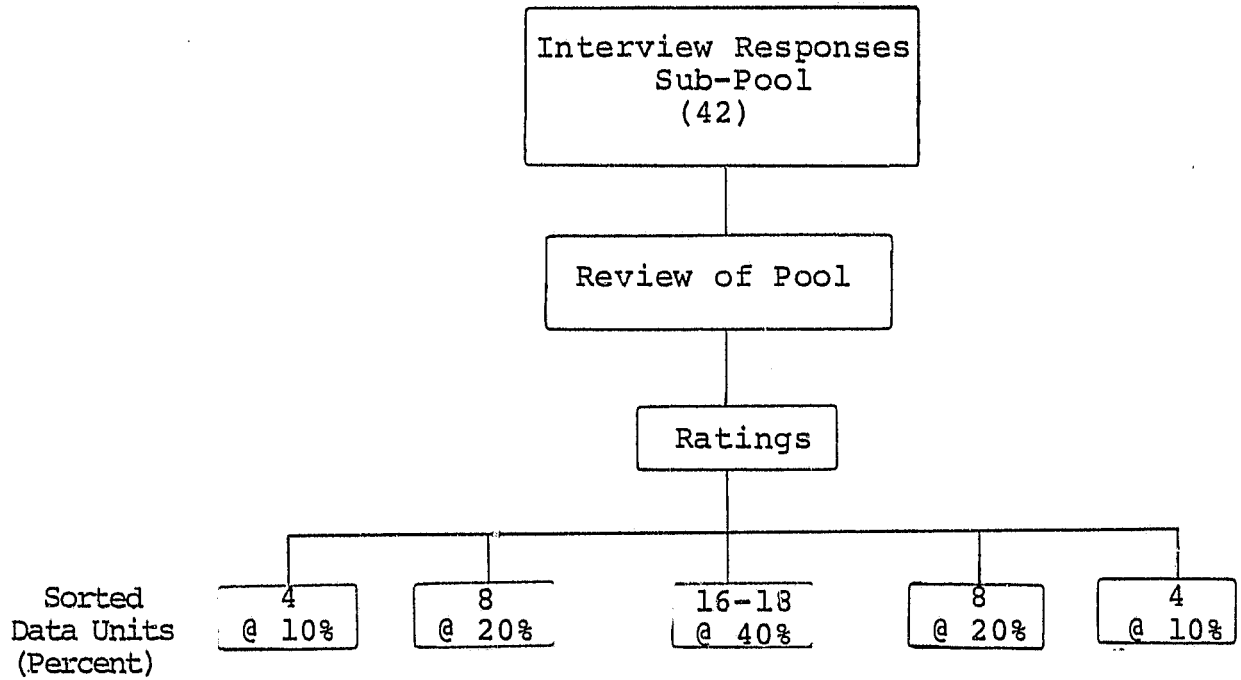 Interview Responses
Sub-Pool
(42)
Review of Pool
Ratings
Sorted
Data Units
(Percent)
4
@ 10%
8
@ 20%
16-18
@ 40%
8
@ 20%
4
@ 10%